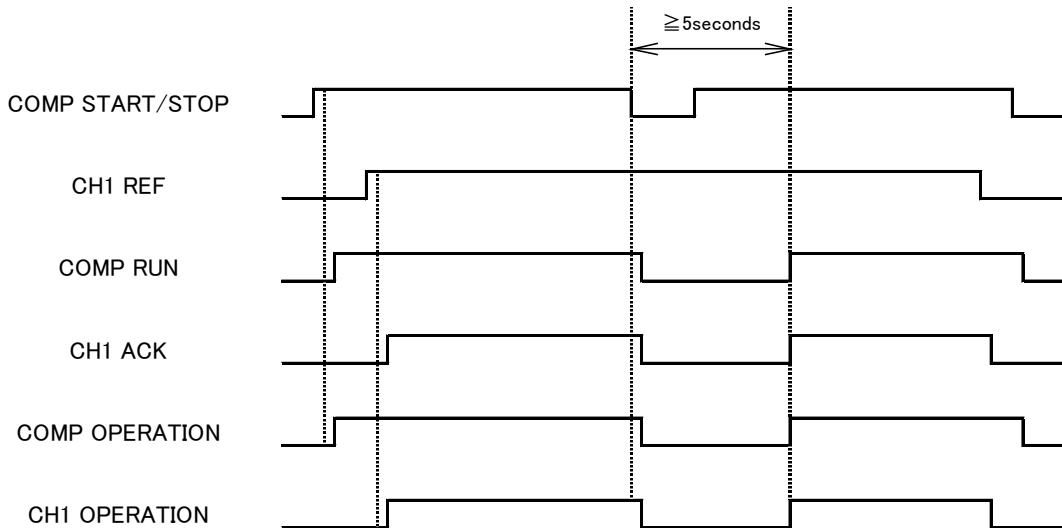 ≧5seconds
COMP START/STOP
CH1 REF
COMP RUN
CH1 ACK
COMP OPERATION
CH1 OPERATION